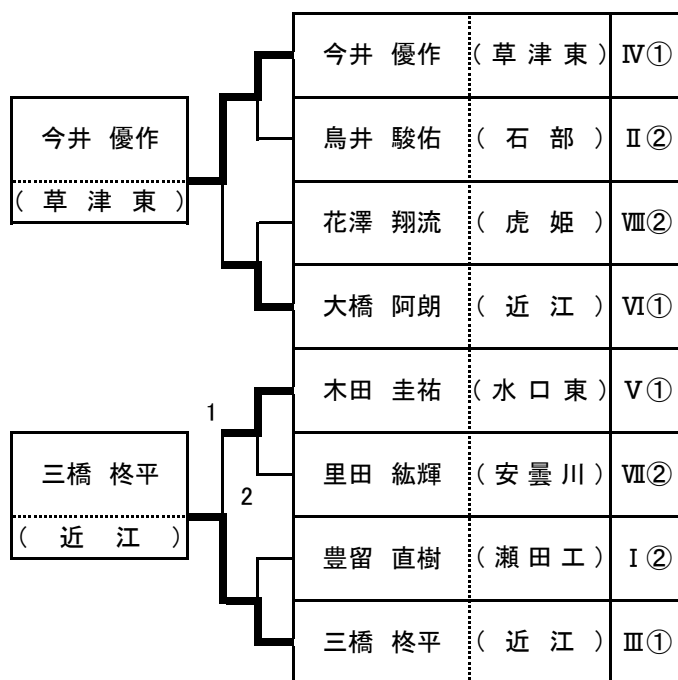 今井 優作 (草津東) Ⅳ①
鳥井 駿佑 (石部) Ⅱ②
花澤 翔流 (虎姫) Ⅷ②
大橋 阿朗 (近江) Ⅵ①
木田 圭祐 (水口東) Ⅴ①
里田 紘輝 (安曇川) Ⅶ②
豊留 直樹 (瀬田工) Ⅰ②
三橋 柊平 (近江) Ⅲ①
今井 優作
(草津東)
1
2
三橋 柊平
(近江)